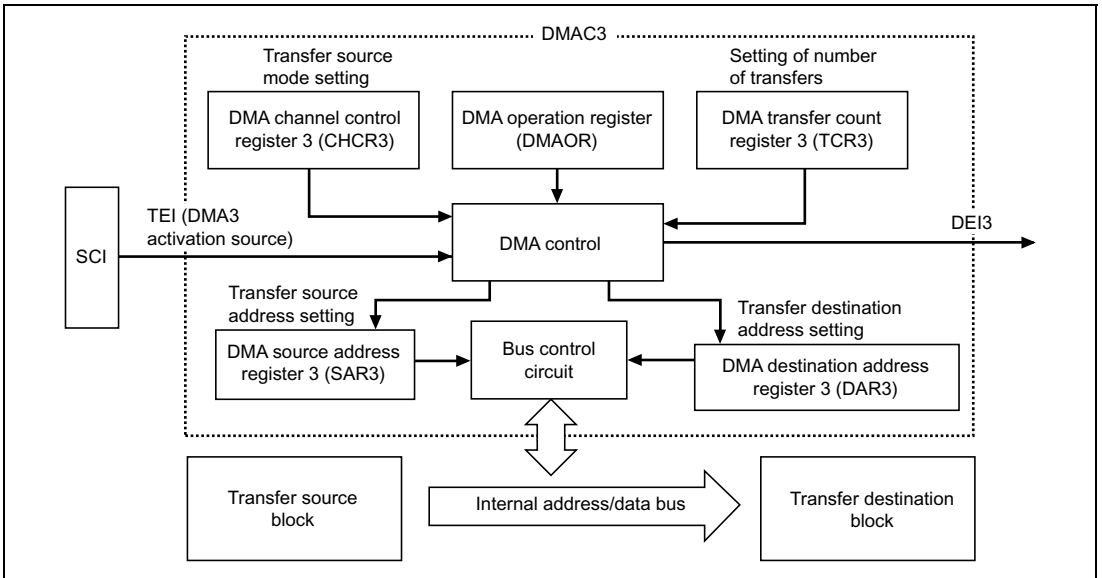 DMAC3
Transfer source
mode setting
Setting of number
of transfers
DMA channel control
register 3 (CHCR3)
DMA operation register
(DMAOR)
DMA transfer count
register 3 (TCR3)
SCI
TEI (DMA3
activation source)
DMA control
DEI3
Transfer source
address setting
Transfer destination
address setting
DMA source address
register 3 (SAR3)
Bus control
circuit
DMA destination address
register 3 (DAR3)
Transfer source
block
Internal address/data bus
Transfer destination
block